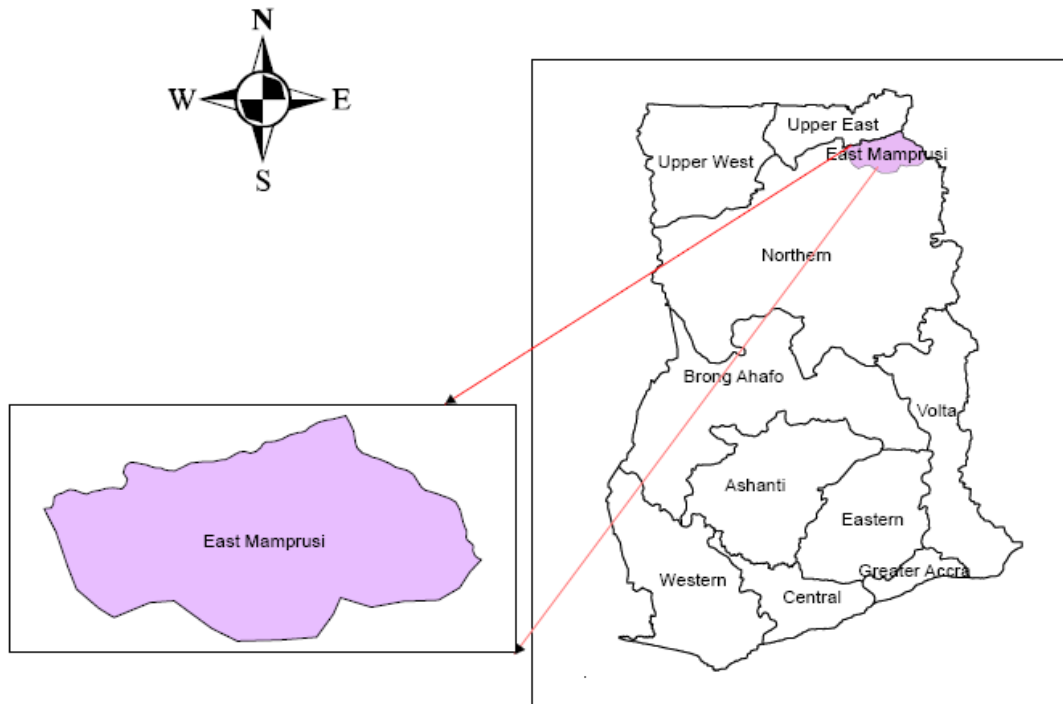 N
W E
S
Upper East
East Mamprusi
Upper West
Northern
Brong Ahafo
Volta
Ashanti
Eastern
Greater Accra
Western
Central
East Mamprusi